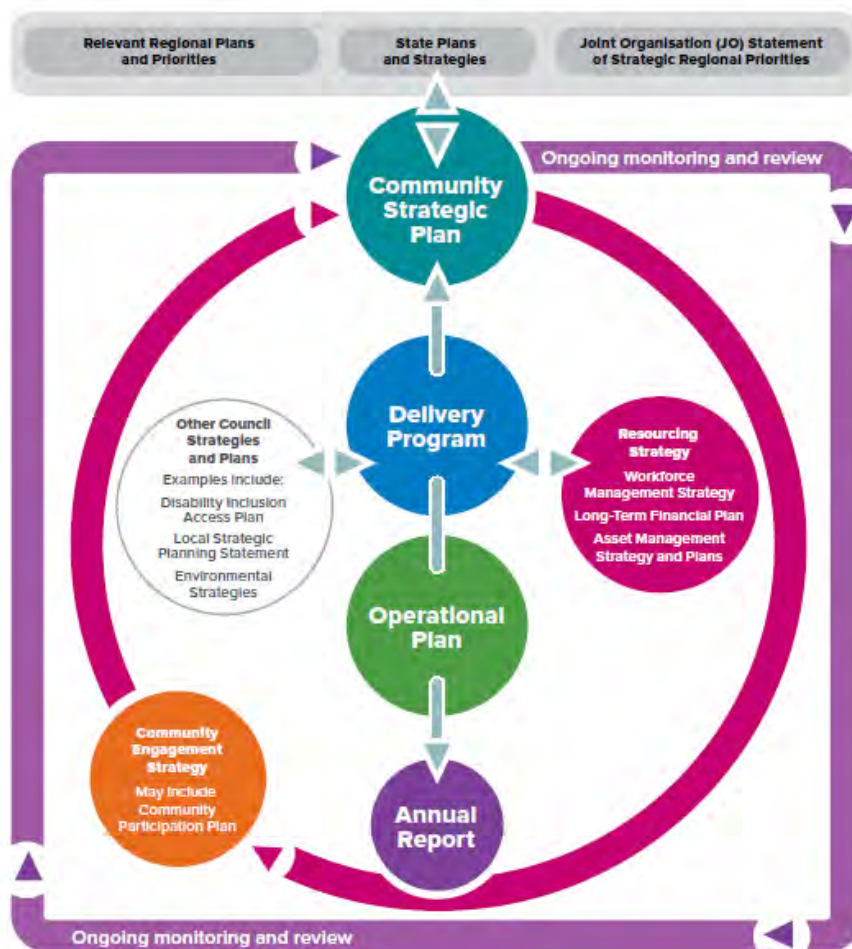 Relevant Regional Plans
and Priorities
State Plans
and Strategies
Joint Organisation (JO) Statement
of Strategic Regional Priorities
Ongoing monitoring and review
Community
Strategic
Plan
Delivery
Program
Other Council
Strategies
and Plans
Examples Include:
Disability Inclusion
Access Plan
Local Strategic
Planning Statement
Environmental
Strategies
Resourcing
Strategy
Workforce
Management Strategy
Long-Term Financial Plan
Asset Management
Strategy and Plans
Operational
Plan
Community
Engagement
Strategy
May Include
Community
Participation Plan
Annual
Report
Ongoing monitoring and review